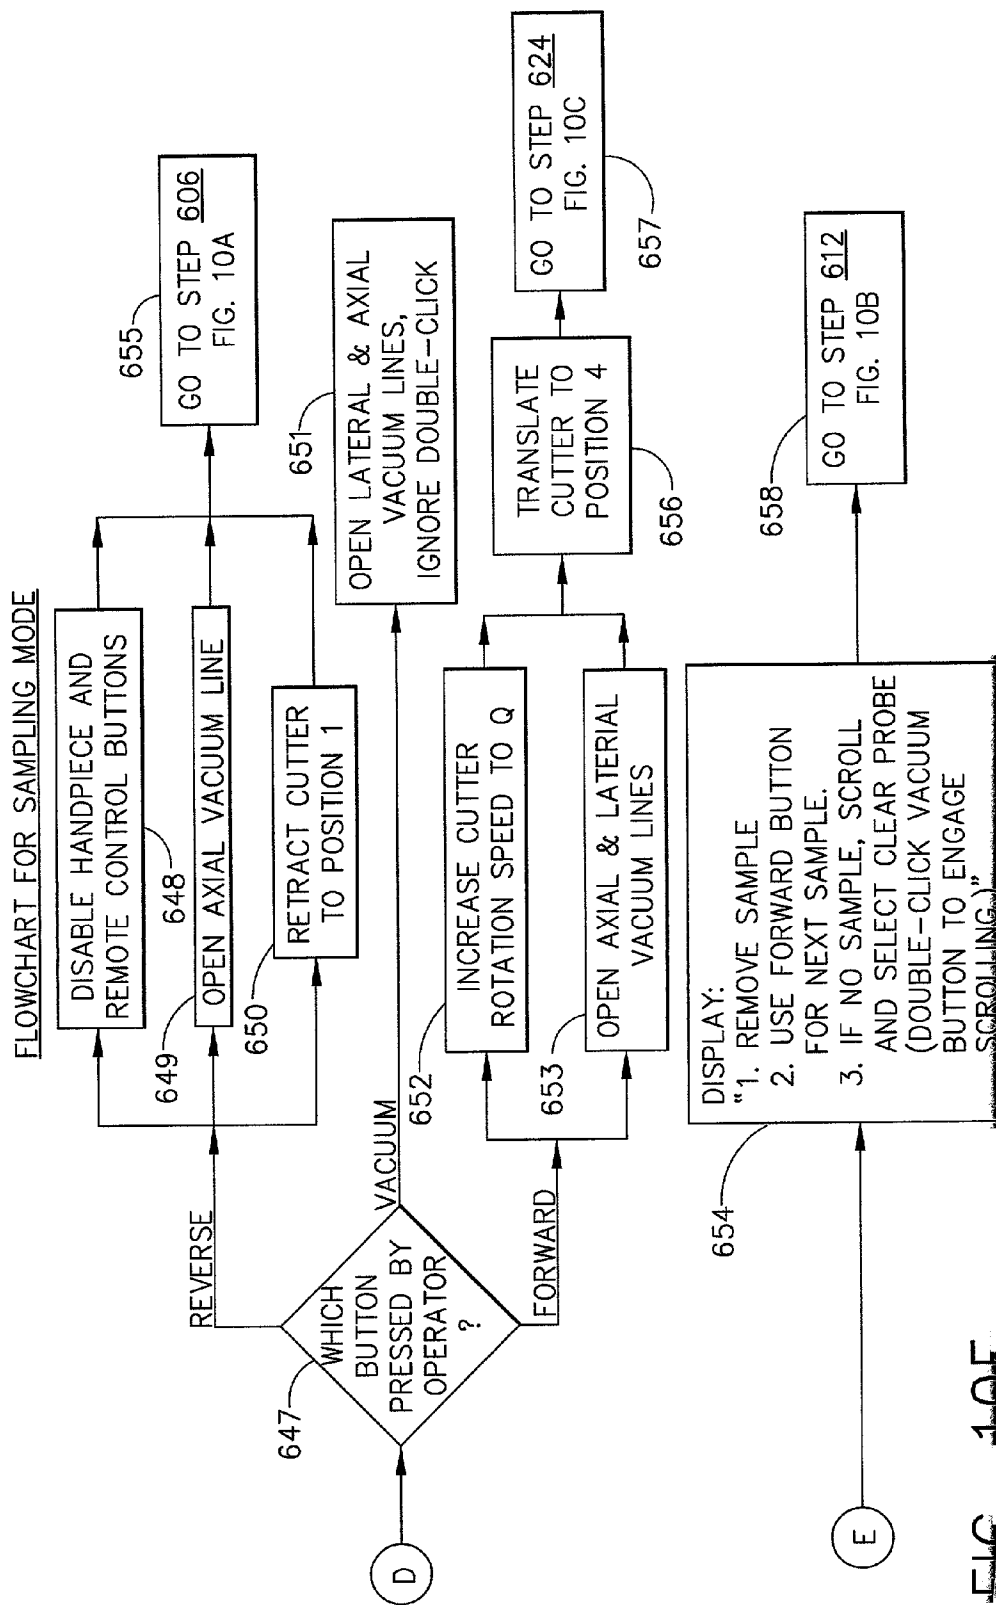 FLOWCHART FOR SAMPLING MODE
D
647
WHICH
BUTTON
PRESSED BY
OPERATOR
?
REVERSE
DISABLE HANDPIECE AND
REMOTE CONTROL BUTTONS
648
649
OPEN AXIAL VACUUM LINE
650
RETRACT CUTTER
TO POSITION 1
655
GO TO STEP 606
FIG. 10A
VACUUM
651
OPEN LATERAL & AXIAL
VACUUM LINES,
IGNORE DOUBLE-CLICK
FORWARD
652
INCREASE CUTTER
ROTATION SPEED TO Q
653
OPEN AXIAL & LATERIAL
VACUUM LINES
TRANSLATE
CUTTER TO
POSITION 4
656
GO TO STEP 624
FIG. 10C
657
E
654
DISPLAY:
"1. REMOVE SAMPLE
2. USE FORWARD BUTTON
FOR NEXT SAMPLE.
3. IF NO SAMPLE, SCROLL
AND SELECT CLEAR PROBE
(DOUBLE-CLICK VACUUM
BUTTON TO ENGAGE
SCROLLING.)"
658
GO TO STEP 612
FIG. 10B
FIG.